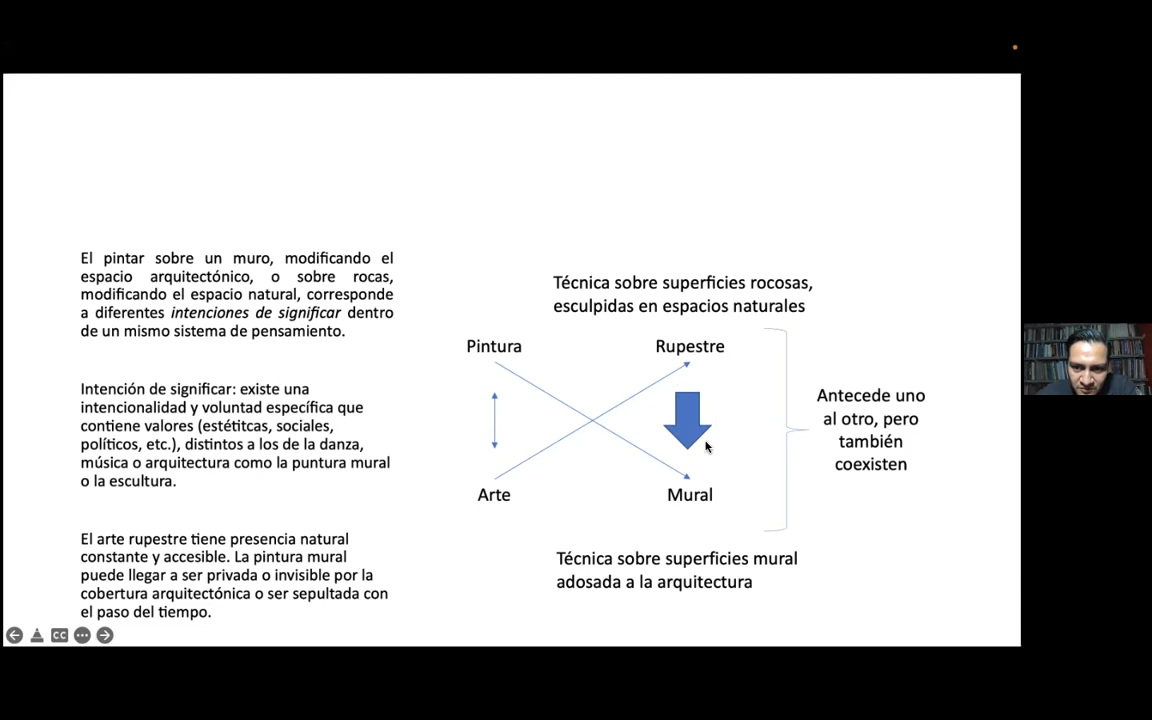 El pintar sobre un muro, modificando el
espacio arquitectónico, o sobre rocas,
modificando el espacio natural, corresponde
a diferentes intenciones de significar dentro
de un mismo sistema de pensamiento.
Intención de significar: existe una
intencionalidad y voluntad específica que
contiene valores (estétitcas, sociales,
políticos, etc.), distintos a los de la danza,
música o arquitectura como la puntura mural
o la escultura.
El arte rupestre tiene presencia natural
constante y accesible. La pintura mural
puede llegar a ser privada o invisible por la
cobertura arquitectónica o ser sepultada con
el paso del tiempo.
Técnica sobre superficies rocosas,
esculpidas en espacios naturales
Pintura
Rupestre
Arte
Mural
Técnica sobre superficies mural
adosada a la arquitectura
Antecede uno
al otro, pero
también
coexisten
CC